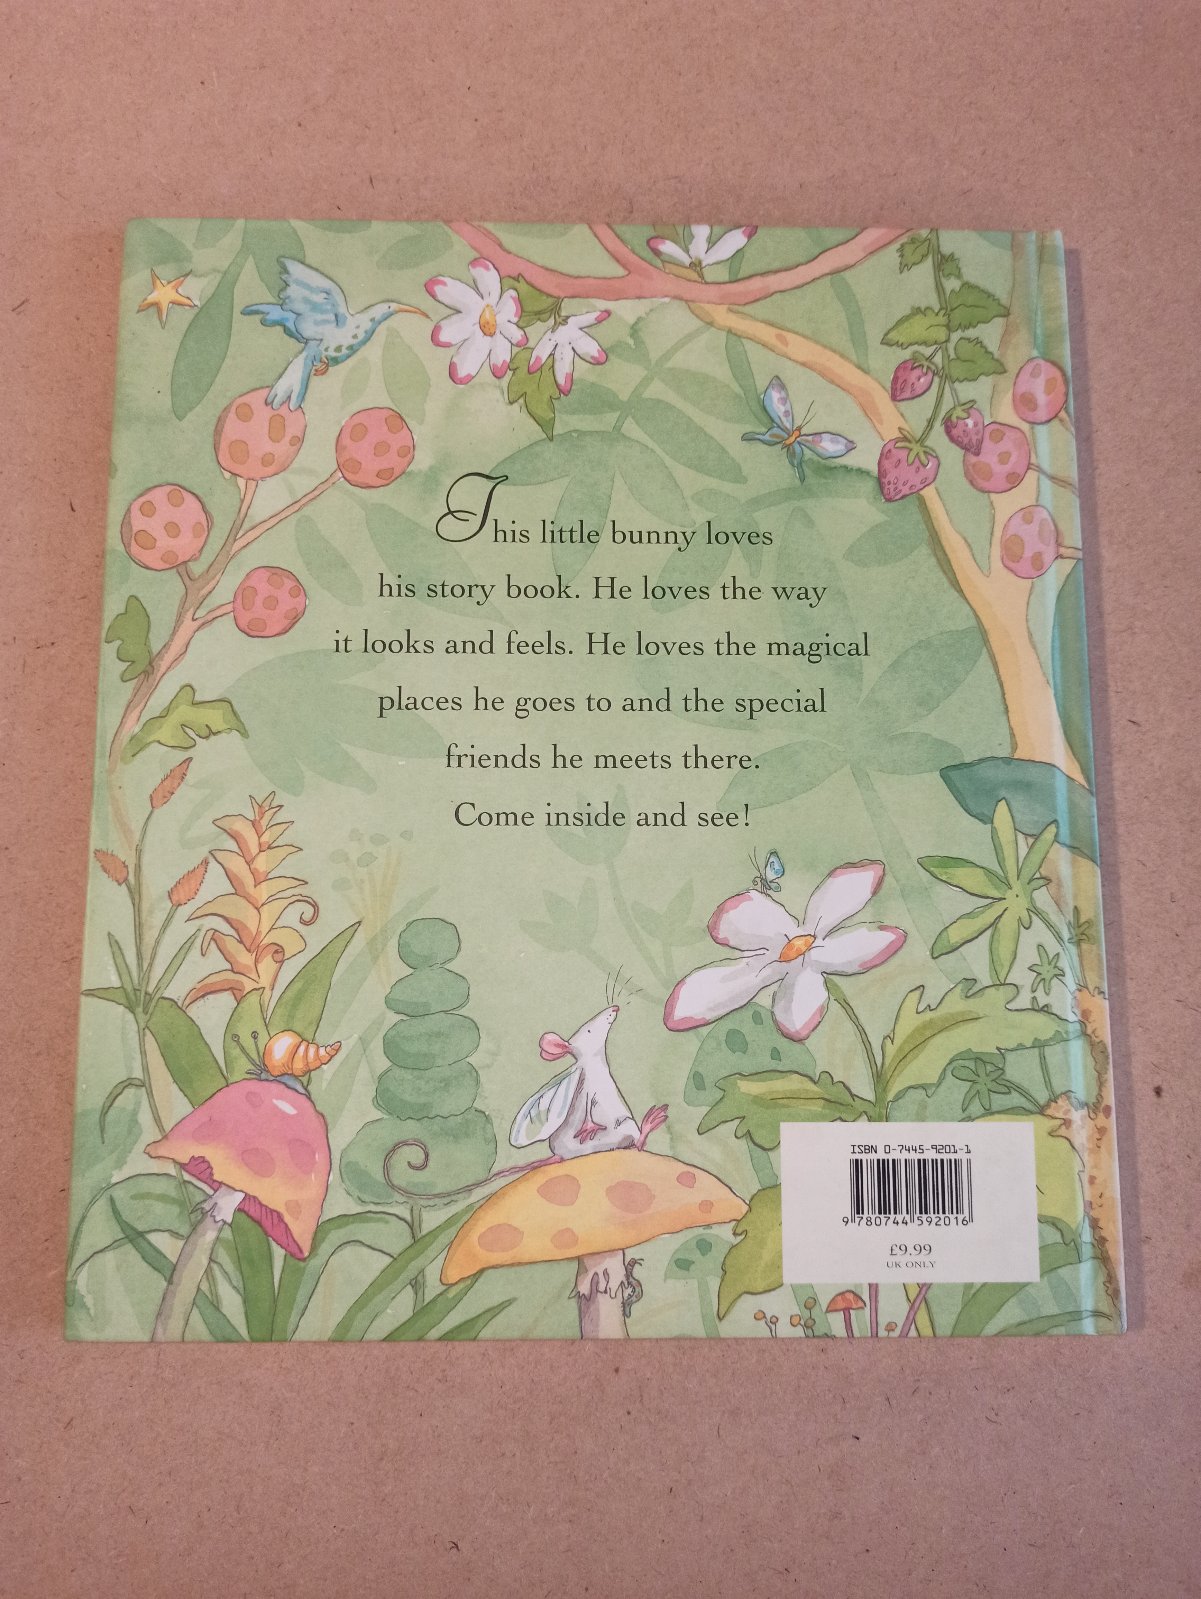 This little bunny loves
his story book. He loves the way
it looks and feels. He loves the magical
places he goes to and the special
friends he meets there.
Come inside and see!
ISBN 0-7445-9201-1
9 780744 592016
£9.99
UK ONLY